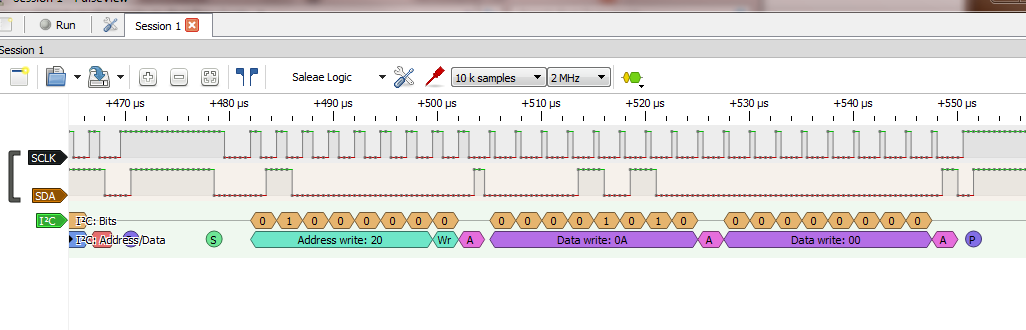 Session 1 - PulseView
Run Session 1
Session 1
Saleae Logic 10 k samples 2 MHz
+470 µs +480 µs +490 µs +500 µs +510 µs +520 µs +530 µs +540 µs +550 µs
SCLK
SDA
I²C I²C: Bits 0 1 0 0 0 0 0 0 0 0 0 0 1 0 1 0 0 0 0 0 0 0 0 0
I²C: Address/Data S Address write: 20 Wr A Data write: 0A A Data write: 00 A P